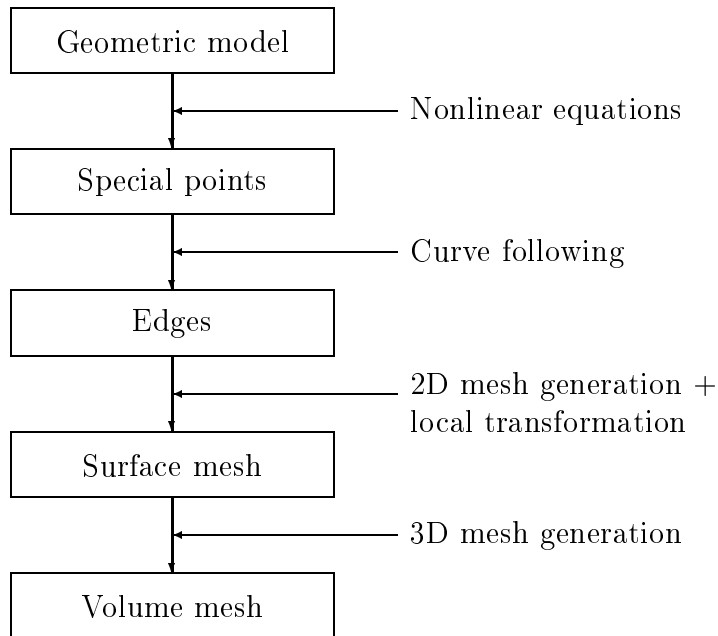 Geometric model
Nonlinear equations
Special points
Curve following
Edges
2D mesh generation +
local transformation
Surface mesh
3D mesh generation
Volume mesh